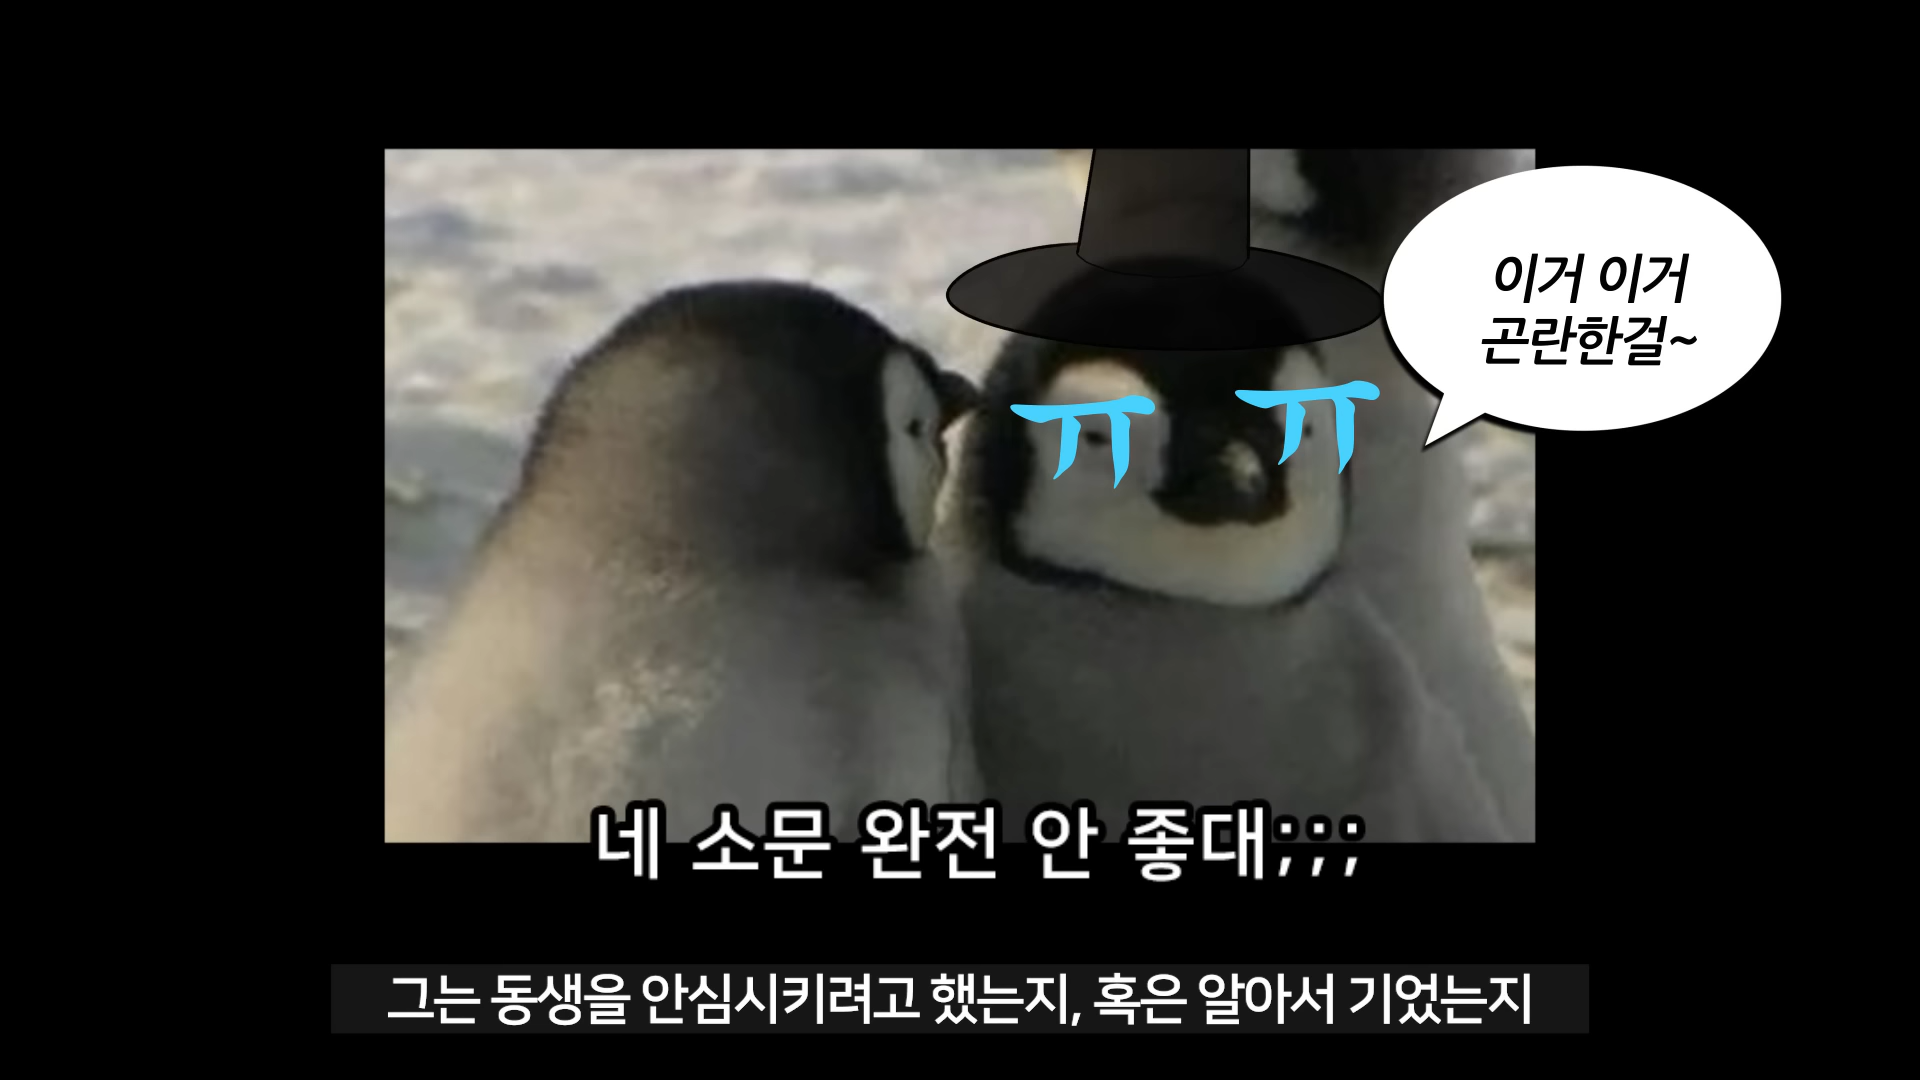 이거 이거
곤란한걸~
ㅠ ㅠ
네 소문 완전 안 좋대;;;
그는 동생을 안심시키려고 했는지, 혹은 알아서 기었는지